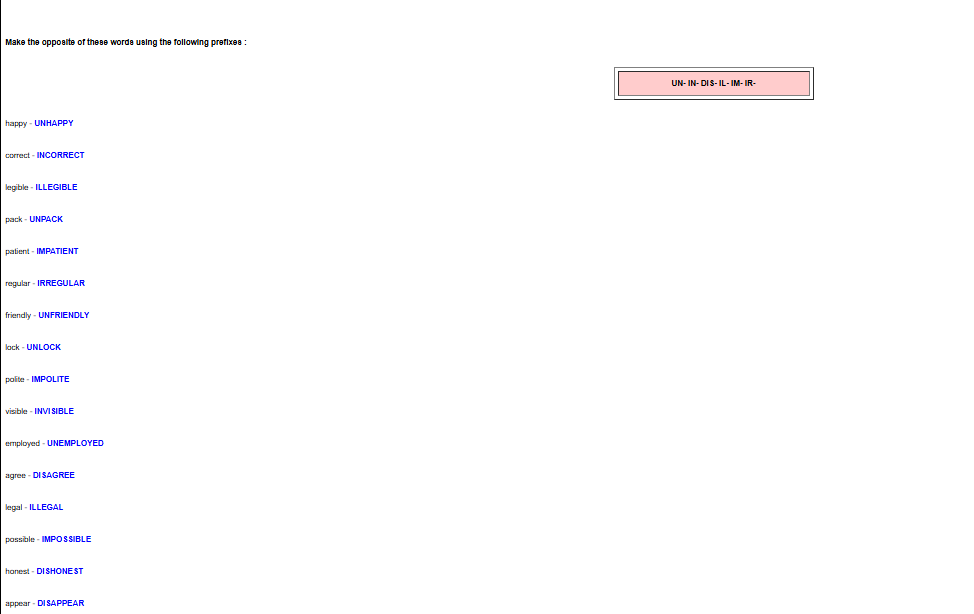 Make the opposite of these words using the following prefixes :
UN- IN- DIS- IL- IM- IR-
happy - UNHAPPY
correct - INCORRECT
legible - ILLEGIBLE
pack - UNPACK
patient - IMPATIENT
regular - IRREGULAR
friendly - UNFRIENDLY
lock - UNLOCK
polite - IMPOLITE
visible - INVISIBLE
employed - UNEMPLOYED
agree - DISAGREE
legal - ILLEGAL
possible - IMPOSSIBLE
honest - DISHONEST
appear - DISAPPEAR